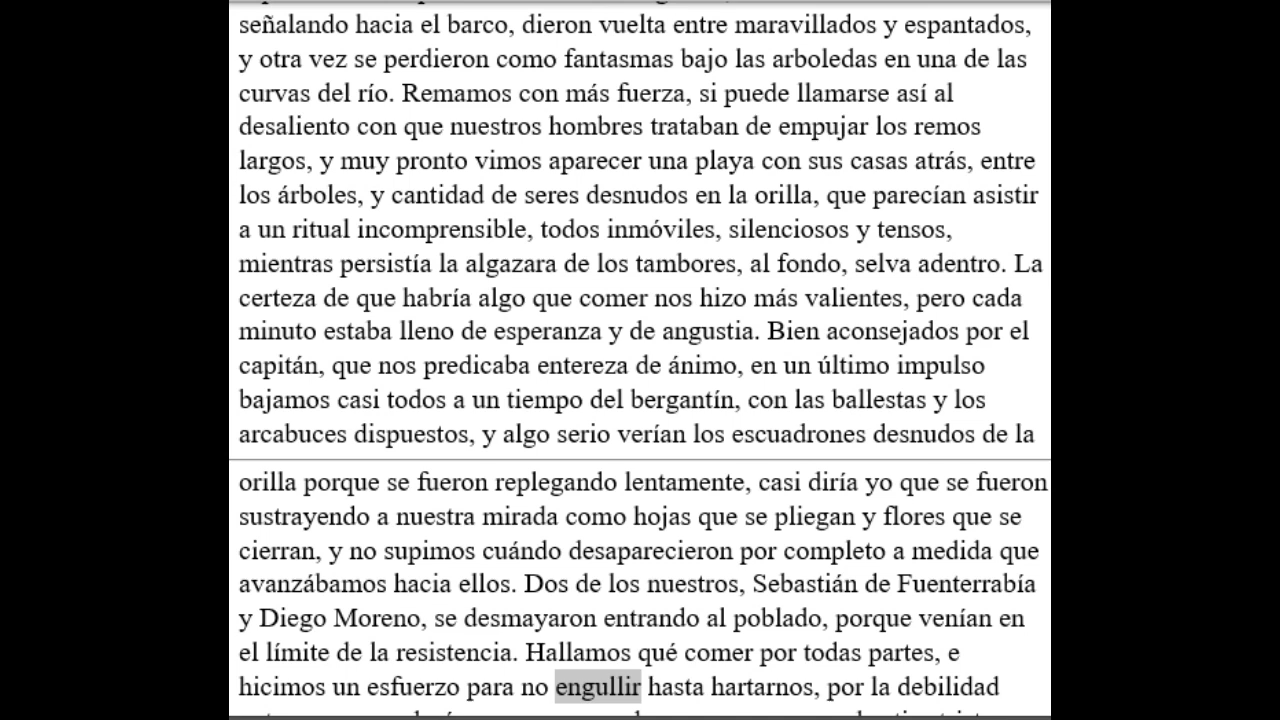 señalando hacia el barco, dieron vuelta entre maravillados y espantados,
y otra vez se perdieron como fantasmas bajo las arboledas en una de las
curvas del río. Remamos con más fuerza, si puede llamarse así al
desaliento con que nuestros hombres trataban de empujar los remos
largos, y muy pronto vimos aparecer una playa con sus casas atrás, entre
los árboles, y cantidad de seres desnudos en la orilla, que parecían asistir
a un ritual incomprensible, todos inmóviles, silenciosos y tensos,
mientras persistía la algazara de los tambores, al fondo, selva adentro. La
certeza de que habría algo que comer nos hizo más valientes, pero cada
minuto estaba lleno de esperanza y de angustia. Bien aconsejados por el
capitán, que nos predicaba entereza de ánimo, en un último impulso
bajamos casi todos a un tiempo del bergantín, con las ballestas y los
arcabuces dispuestos, y algo serio verían los escuadrones desnudos de la
orilla porque se fueron replegando lentamente, casi diría yo que se fueron
sustrayendo a nuestra mirada como hojas que se pliegan y flores que se
cierran, y no supimos cuándo desaparecieron por completo a medida que
avanzábamos hacia ellos. Dos de los nuestros, Sebastián de Fuenterrabía
y Diego Moreno, se desmayaron entrando al poblado, porque venían en
el límite de la resistencia. Hallamos qué comer por todas partes, e
hicimos un esfuerzo para no engullir hasta hartarnos, por la debilidad